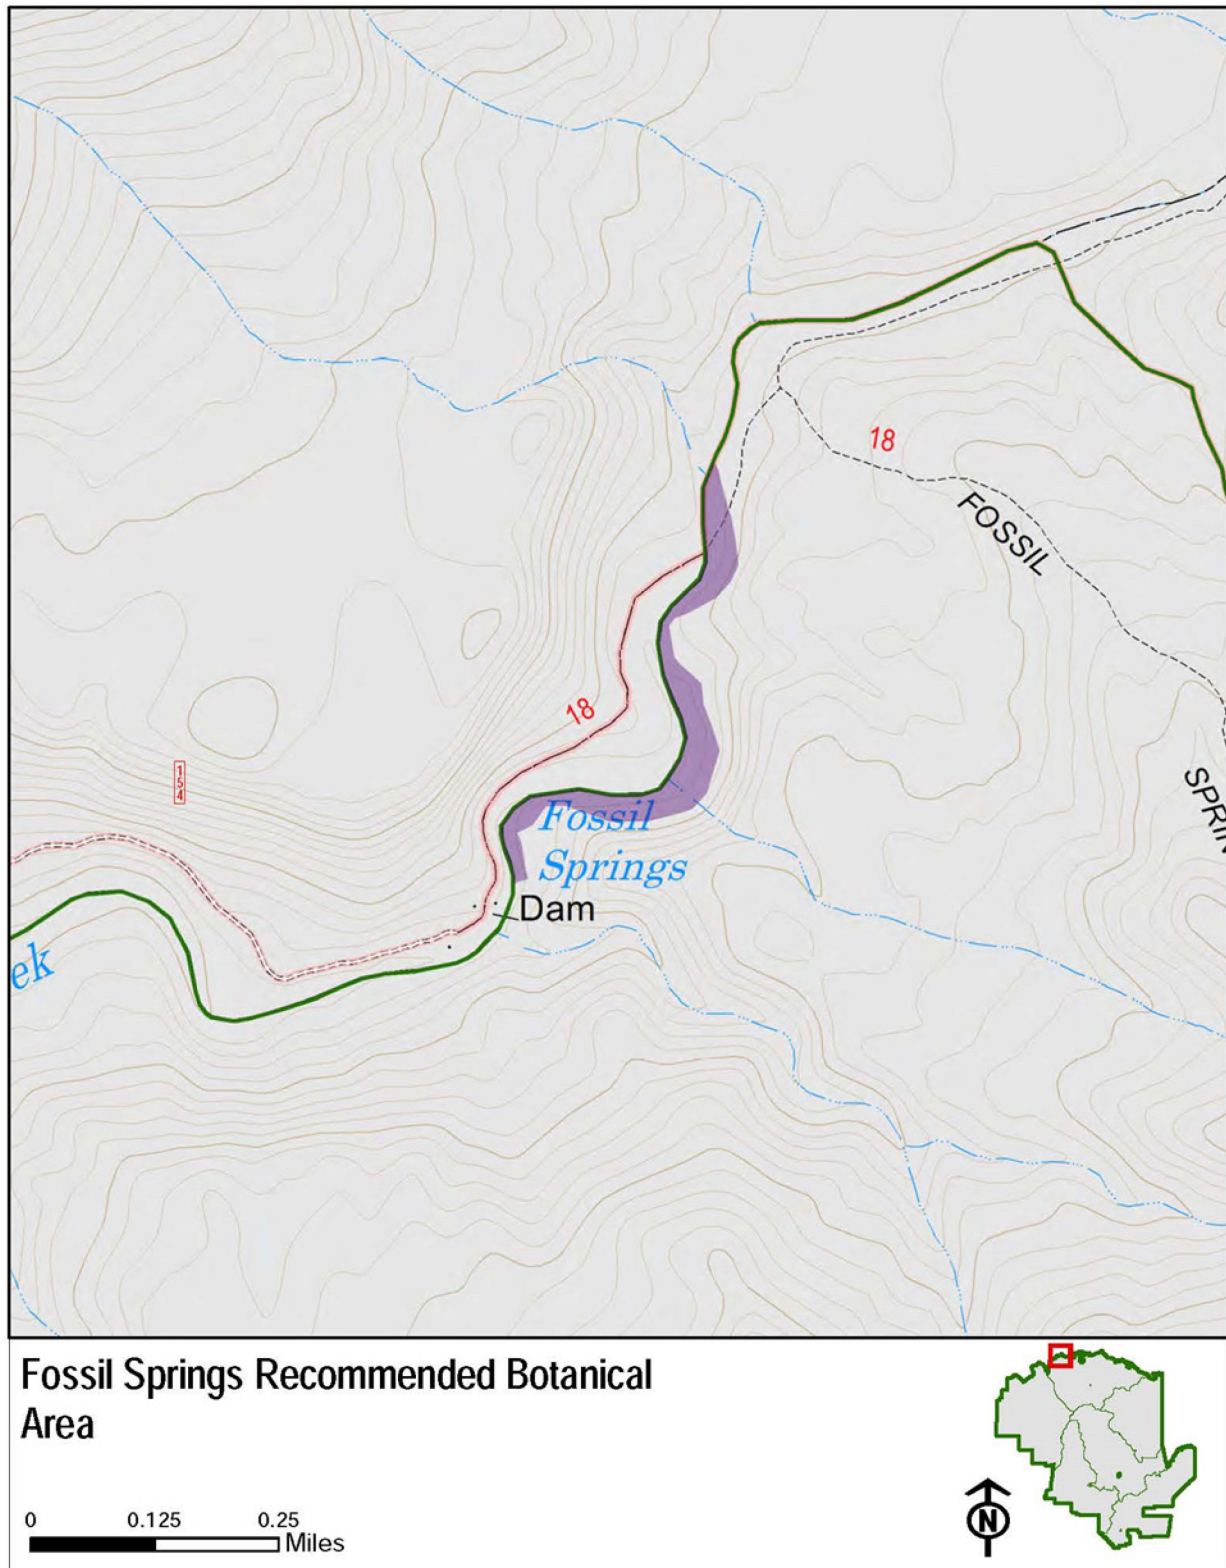 18
FOSSIL
18
154
SPRIN
Fossil
Springs
Dam
ek
Fossil Springs Recommended Botanical
Area
0 0.125 0.25
Miles
N